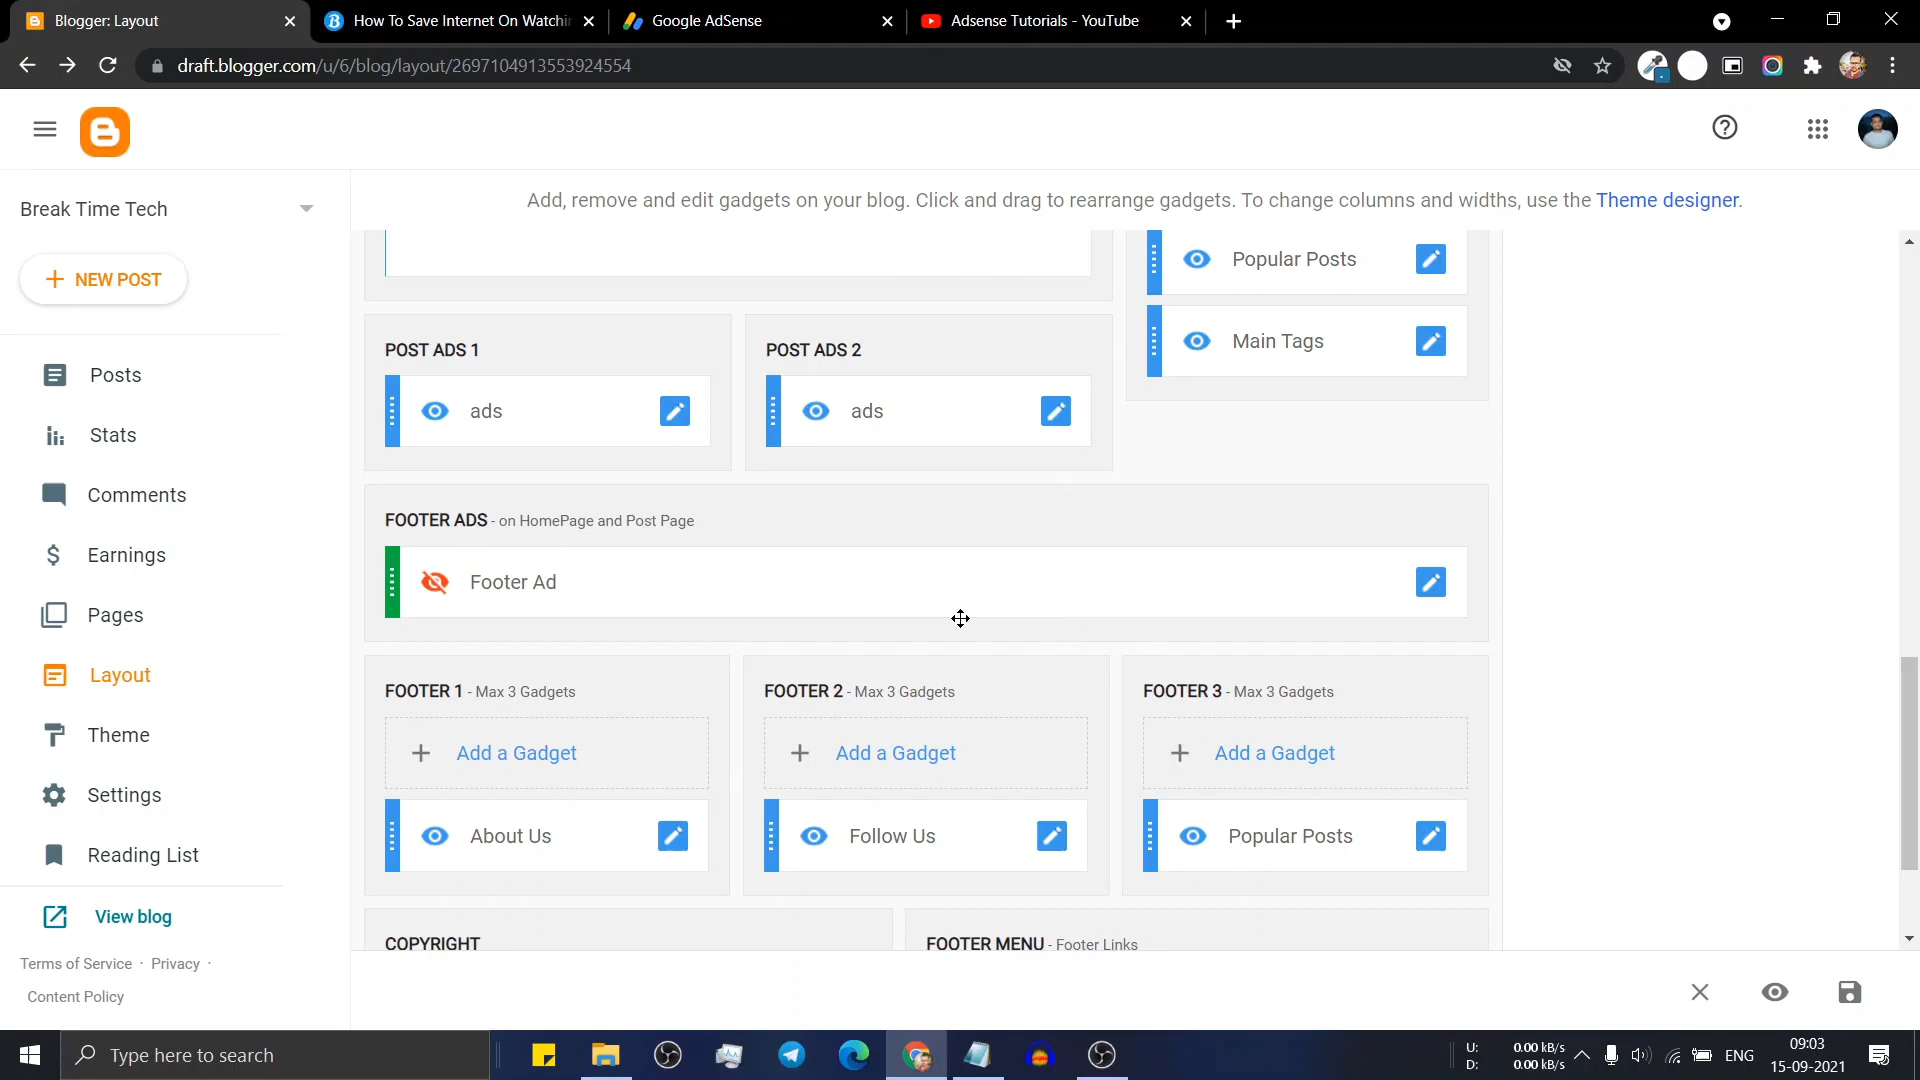 Blogger: Layout
How To Save Internet On Watchi
Google AdSense
Adsense Tutorials - YouTube
draft.blogger.com/u/6/blog/layout/2697104913553924554
Break Time Tech
Add, remove and edit gadgets on your blog. Click and drag to rearrange gadgets. To change columns and widths, use the Theme designer.
NEW POST
Posts
Stats
Comments
Earnings
Pages
Layout
Theme
Settings
Reading List
View blog
Terms of Service · Privacy ·
Content Policy
Popular Posts
Main Tags
POST ADS 1
ads
POST ADS 2
ads
FOOTER ADS - on HomePage and Post Page
Footer Ad
FOOTER 1 - Max 3 Gadgets
Add a Gadget
About Us
FOOTER 2 - Max 3 Gadgets
Add a Gadget
Follow Us
FOOTER 3 - Max 3 Gadgets
Add a Gadget
Popular Posts
COPYRIGHT
FOOTER MENU - Footer Links
Type here to search
U: 0.00 kB/s
D: 0.00 kB/s
ENG
09:03
15-09-2021